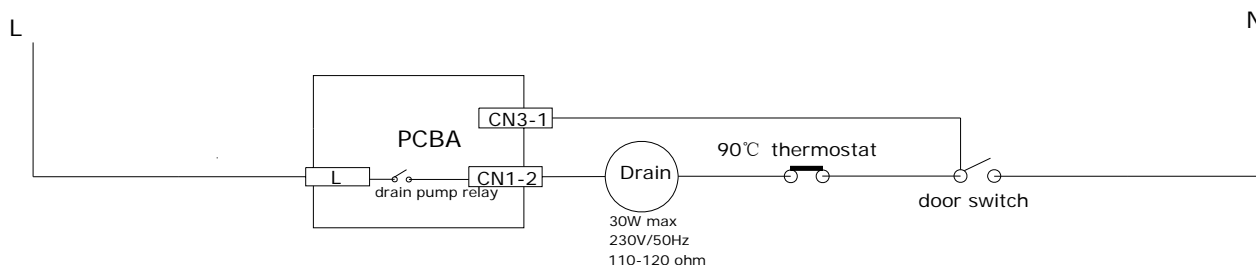 L
N
CN3-1
PCBA
90℃ thermostat
L
CN1-2
Drain
drain pump relay
door switch
30W max
230V/50Hz
110-120 ohm